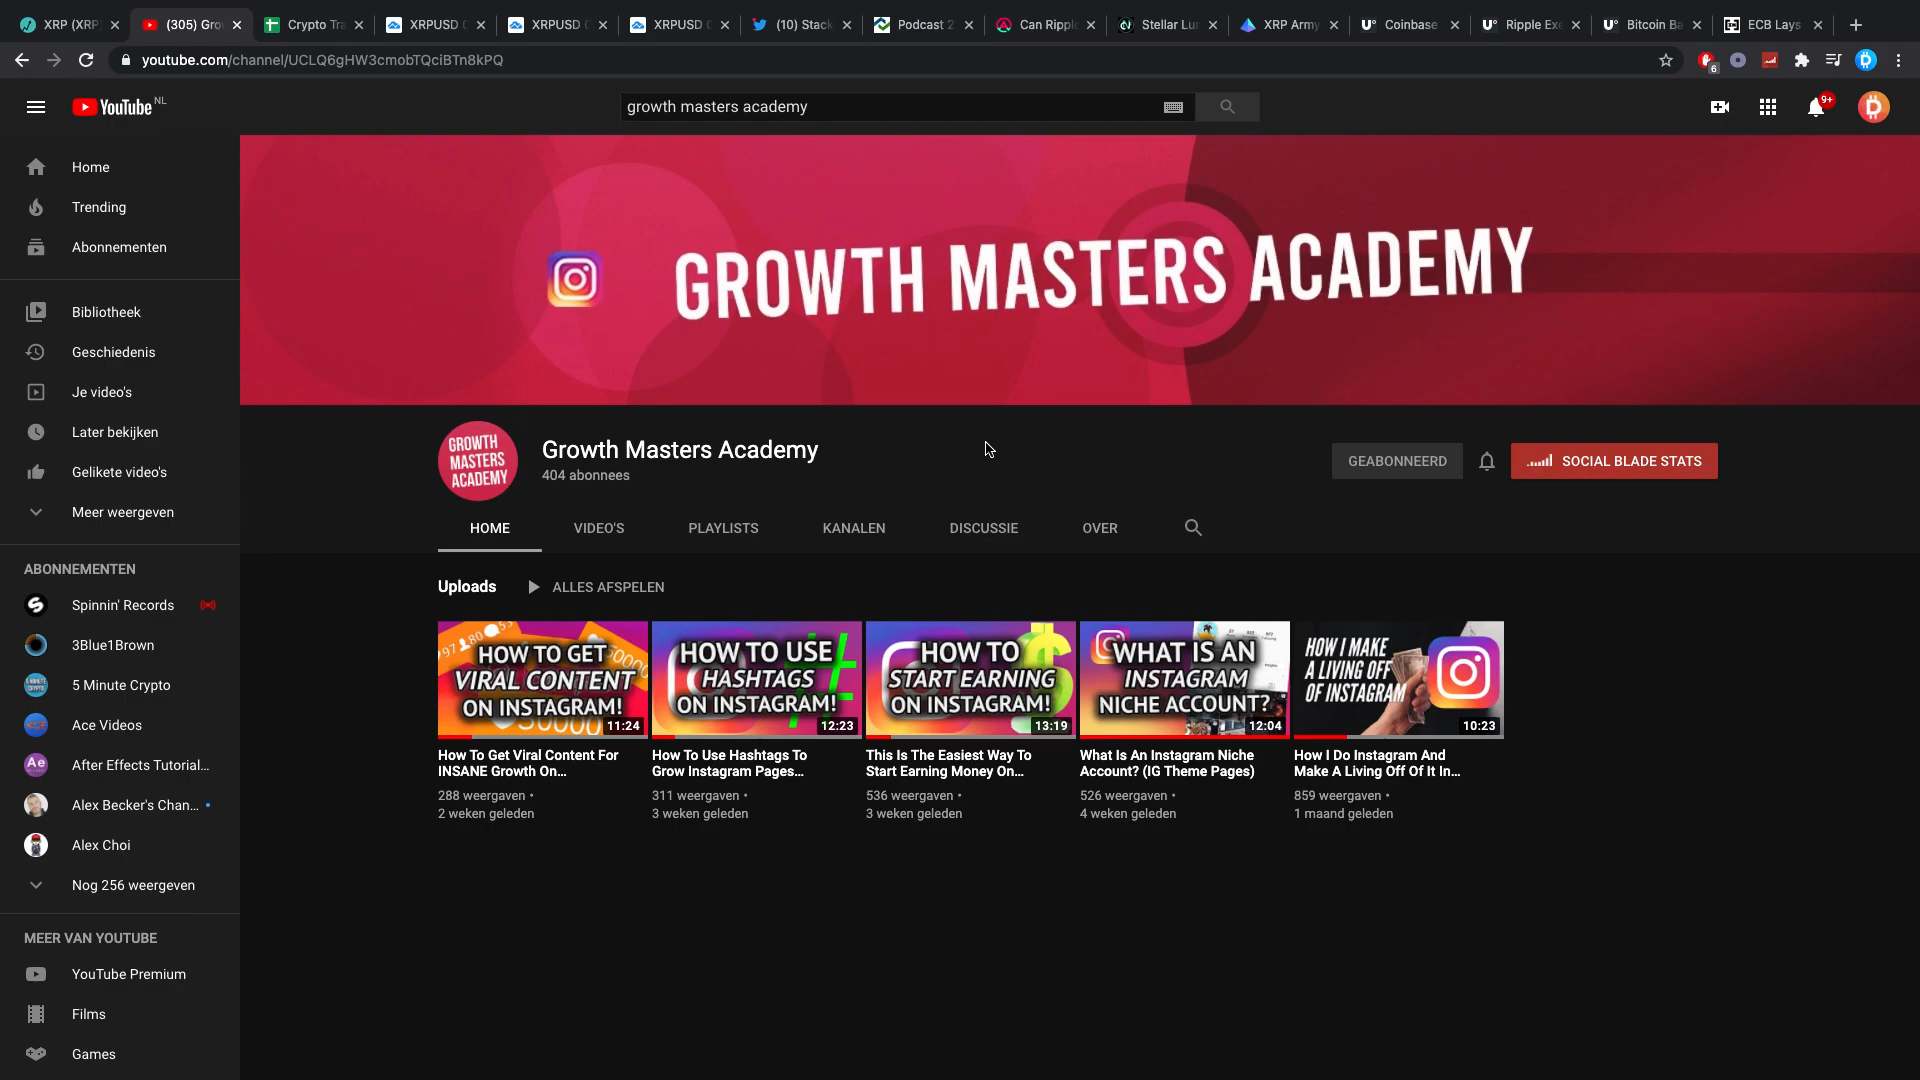 XRP (XRP
(305) Gro
Crypto Tra
XRPUSD
XRPUSD
XRPUSD
(10) Stack
Podcast 2
Can Ripple
Stellar Lu
XRP Army
Coinbase
Ripple Exe
Bitcoin Ba
ECB Lays
youtube.com/channel/UCLQ6gHW3cmobTQciBTn8kPQ
6
YouTube NL
growth masters academy
9+
Home
Trending
Abonnementen
Bibliotheek
Geschiedenis
Je video's
Later bekijken
Gelikete video's
Meer weergeven
ABONNEMENTEN
Spinnin' Records
3Blue1Brown
5 Minute Crypto
Ace Videos
After Effects Tutorial...
Alex Becker's Chan...
Alex Choi
Nog 256 weergeven
MEER VAN YOUTUBE
YouTube Premium
Films
Games
GROWTH MASTERS ACADEMY
GROWTH
MASTERS
ACADEMY
Growth Masters Academy
404 abonnees
GEABONNEERD
SOCIAL BLADE STATS
HOME
VIDEO'S
PLAYLISTS
KANALEN
DISCUSSIE
OVER
Uploads
ALLES AFSPELEN
HOW TO GET
VIRAL CONTENT
ON INSTAGRAM!
11:24
How To Get Viral Content For
INSANE Growth On...
288 weergaven •
2 weken geleden
HOW TO USE
HASHTAGS
ON INSTAGRAM!
12:23
How To Use Hashtags To
Grow Instagram Pages...
311 weergaven •
3 weken geleden
HOW TO
START EARNING
ON INSTAGRAM!
13:19
This Is The Easiest Way To
Start Earning Money On...
536 weergaven •
3 weken geleden
WHAT IS AN
INSTAGRAM
NICHE ACCOUNT?
12:04
What Is An Instagram Niche
Account? (IG Theme Pages)
526 weergaven •
4 weken geleden
HOW I MAKE
A LIVING OFF
OF INSTAGRAM
10:23
How I Do Instagram And
Make A Living Off Of It In...
859 weergaven •
1 maand geleden